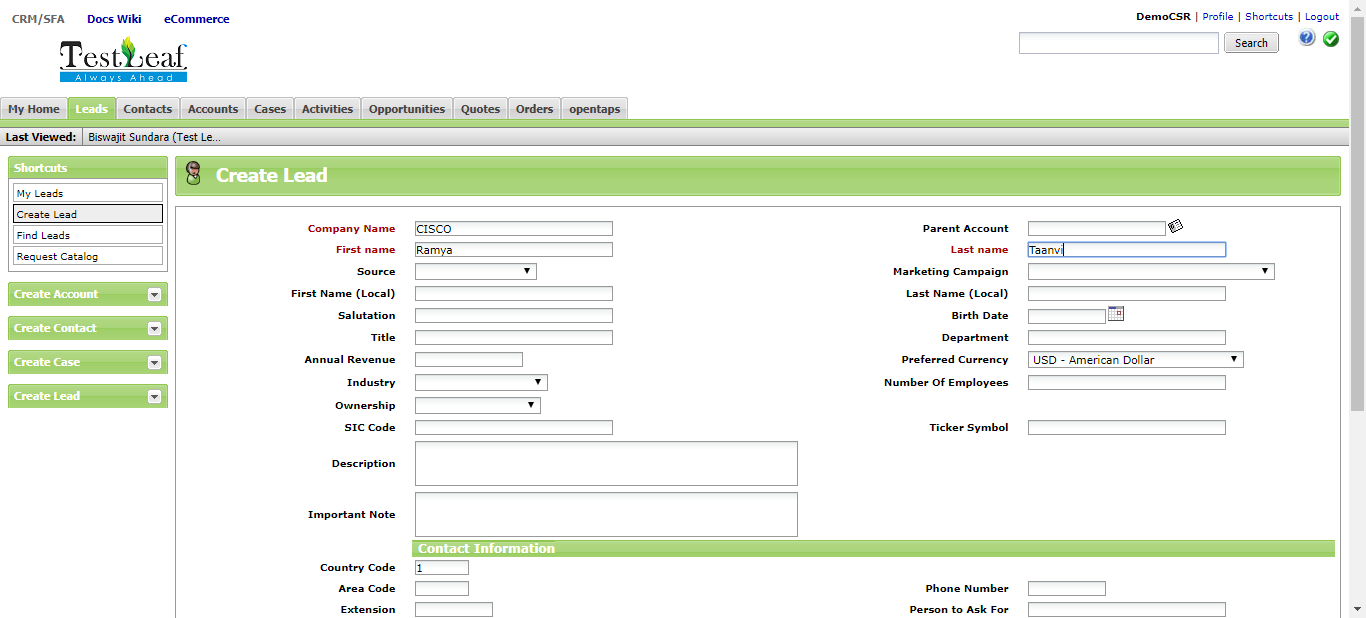 CRM/SFA Docs Wiki eCommerce
DemoCSR | Profile | Shortcuts | Logout
TestLeaf
Always Ahead
Search
My Home Leads Contacts Accounts Cases Activities Opportunities Quotes Orders opentaps
Last Viewed: Biswajit Sundara (Test Le...
Shortcuts
My Leads
Create Lead
Find Leads
Request Catalog
Create Account
Create Contact
Create Case
Create Lead
Create Lead
Company Name CISCO Parent Account
First name Ramya Last name Taanvi
Source Marketing Campaign
First Name (Local) Last Name (Local)
Salutation Birth Date
Title Department
Annual Revenue Preferred Currency USD - American Dollar
Industry Number Of Employees
Ownership
SIC Code Ticker Symbol
Description
Important Note
Contact Information
Country Code 1
Area Code Phone Number
Extension Person to Ask For